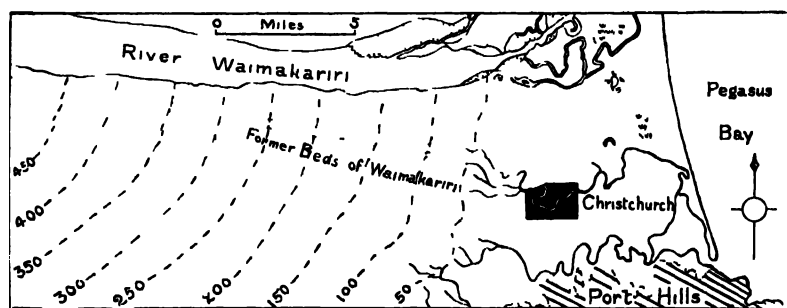 0 Miles 5
River Waimakariri
Pegasus
Bay
Former Beds of Waimakariri
Christchurch
450
400
350
300
250
200
150
100
50
Port Hills